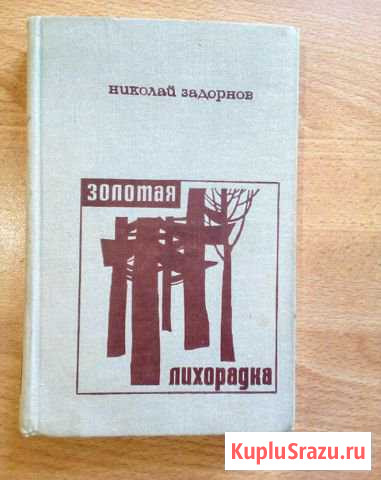 николай задорнов
золотая
лихорадка
KupluSrazu.ru